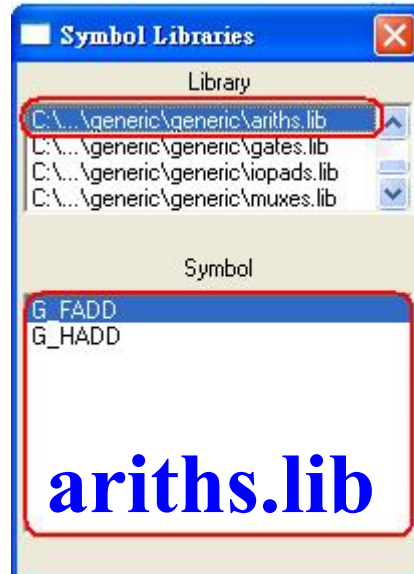 Symbol Libraries
Library
C:\...\generic\generic\ariths.lib
C:\...\generic\generic\gates.lib
C:\...\generic\generic\iopads.lib
C:\...\generic\generic\muxes.lib
Symbol
G_FADD
G_HADD
ariths.lib